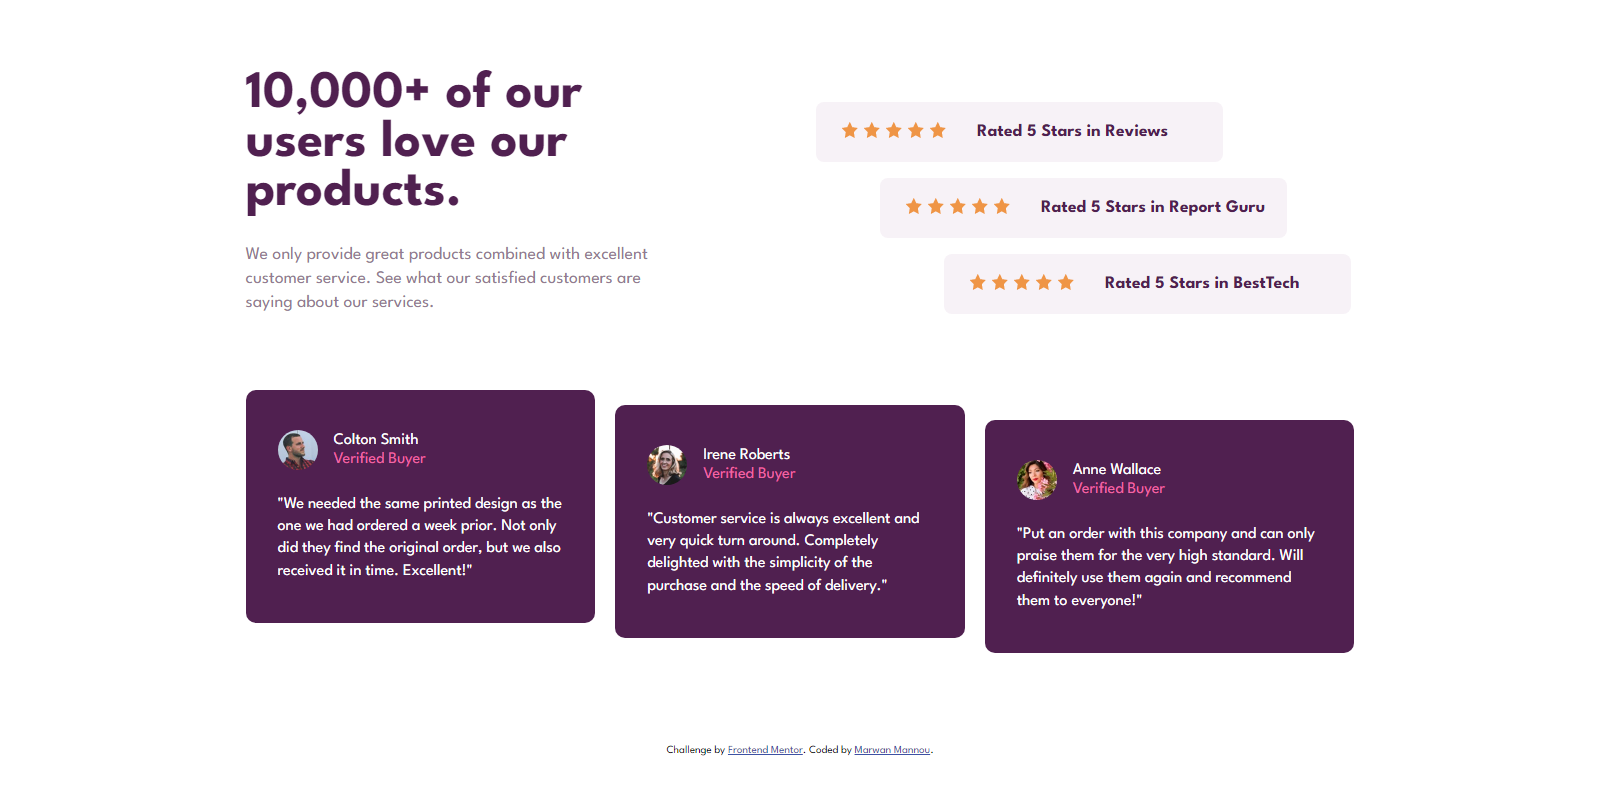 10,000+ of our
users love our
products.
We only provide great products combined with excellent
customer service. See what our satisfied customers are
saying about our services.
Rated 5 Stars in Reviews
Rated 5 Stars in Report Guru
Rated 5 Stars in BestTech
Colton Smith
Verified Buyer
"We needed the same printed design as the
one we had ordered a week prior. Not only
did they find the original order, but we also
received it in time. Excellent!"
Irene Roberts
Verified Buyer
"Customer service is always excellent and
very quick turn around. Completely
delighted with the simplicity of the
purchase and the speed of delivery."
Anne Wallace
Verified Buyer
"Put an order with this company and can only
praise them for the very high standard. Will
definitely use them again and recommend
them to everyone!"
Challenge by Frontend Mentor. Coded by Marwan Mannou.